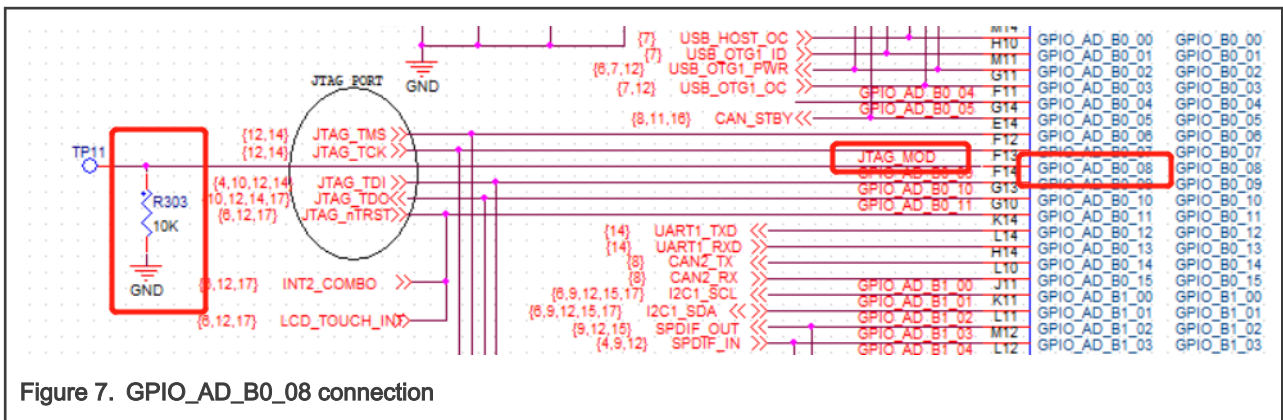 M14
{7} USB_HOST_OC H10 GPIO_AD_B0_00 GPIO_B0_00
{7} USB_OTG1_ID M11 GPIO_AD_B0_01 GPIO_B0_01
{6,7,12} USB_OTG1_PWR G11 GPIO_AD_B0_02 GPIO_B0_02
JTAG PORT GND {7,12} USB_OTG1_OC GPIO_AD_B0_04 F11 GPIO_AD_B0_03 GPIO_B0_03
GPIO_AD_B0_05 G14 GPIO_AD_B0_04 GPIO_B0_04
{8,11,16} CAN_STBY E14 GPIO_AD_B0_05 GPIO_B0_05
{12,14} JTAG_TMS F12 GPIO_AD_B0_06 GPIO_B0_06
TP11 {12,14} JTAG_TCK JTAG_MOD F13 GPIO_AD_B0_07 GPIO_B0_07
F14 GPIO_AD_B0_08 GPIO_B0_08
{4,10,12,14 JTAG_TDI GPIO_AD_B0_10 G13 GPIO_B0_09
R303 10,12,14,17} JTAG_TDO GPIO_AD_B0_11 G10 GPIO_AD_B0_10 GPIO_B0_10
{6,12,17} JTAG_nTRST K14 GPIO_AD_B0_11 GPIO_B0_11
10K {14} UART1_TXD L14 GPIO_AD_B0_12 GPIO_B0_12
{14} UART1_RXD H14 GPIO_AD_B0_13 GPIO_B0_13
{8} CAN2_TX L10 GPIO_AD_B0_14 GPIO_B0_14
{8} CAN2_RX GPIO_AD_B1_00 J11 GPIO_AD_B0_15 GPIO_B0_15
GND ,12,17} INT2_COMBO {6,9,12,15,17} I2C1_SCL GPIO_AD_B1_01 K11 GPIO_AD_B1_00 GPIO_B1_00
{6,9,12,15,17} I2C1_SDA GPIO_AD_B1_02 L11 GPIO_AD_B1_01 GPIO_B1_01
{6,12,17} LCD_TOUCH_INT {9,12,15} SPDIF_OUT GPIO_AD_B1_03 M12 GPIO_AD_B1_02 GPIO_B1_02
{4,9,12} SPDIF_IN GPIO_AD_B1_04 L12 GPIO_AD_B1_03 GPIO_B1_03
Figure 7. GPIO_AD_B0_08 connection